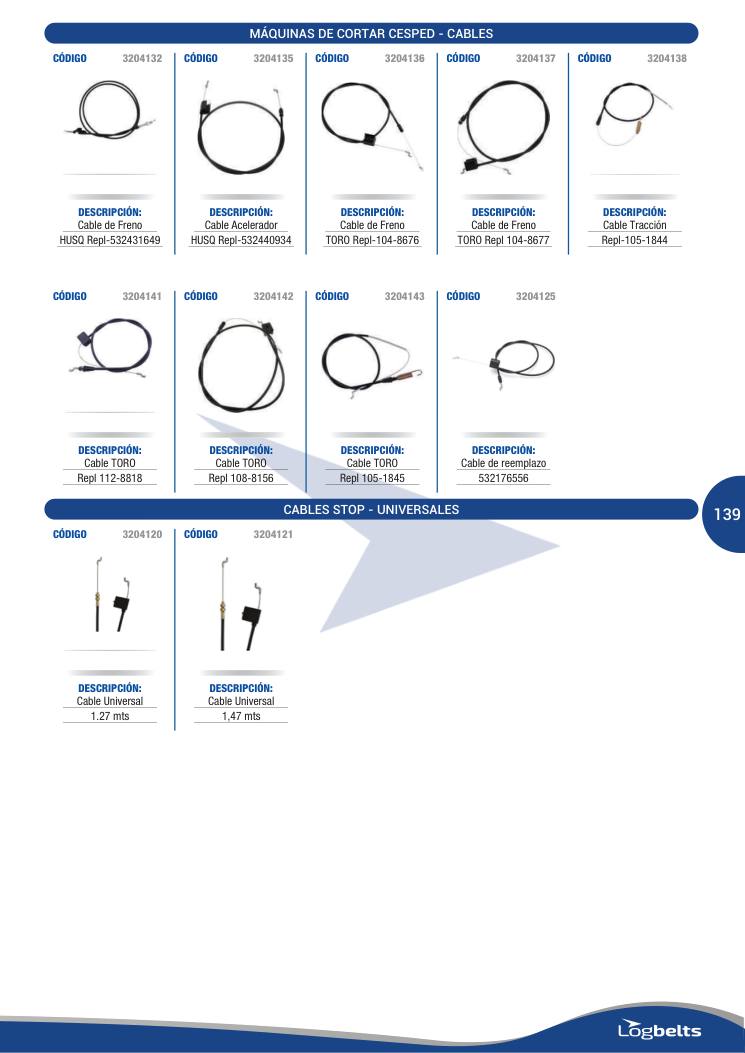 MÁQUINAS DE CORTAR CESPED - CABLES
CÓDIGO 3204132
DESCRIPCIÓN:
Cable de Freno
HUSQ Repl-532431649
CÓDIGO 3204135
DESCRIPCIÓN:
Cable Acelerador
HUSQ Repl-532440934
CÓDIGO 3204136
DESCRIPCIÓN:
Cable de Freno
TORO Repl-104-8676
CÓDIGO 3204137
DESCRIPCIÓN:
Cable de Freno
TORO Repl 104-8677
CÓDIGO 3204138
DESCRIPCIÓN:
Cable Tracción
Repl-105-1844
CÓDIGO 3204141
DESCRIPCIÓN:
Cable TORO
Repl 112-8818
CÓDIGO 3204142
DESCRIPCIÓN:
Cable TORO
Repl 108-8156
CÓDIGO 3204143
DESCRIPCIÓN:
Cable TORO
Repl 105-1845
CÓDIGO 3204125
DESCRIPCIÓN:
Cable de reemplazo
532176556
CABLES STOP - UNIVERSALES
139
CÓDIGO 3204120
DESCRIPCIÓN:
Cable Universal
1.27 mts
CÓDIGO 3204121
DESCRIPCIÓN:
Cable Universal
1,47 mts
Logbelts